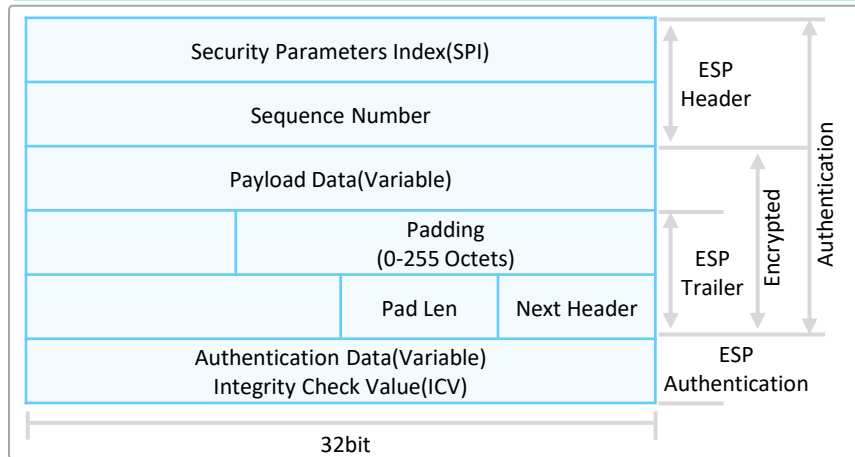 Security Parameters Index(SPI)
Sequence Number
Payload Data(Variable)
Padding
(0-255 Octets)
Pad Len
Next Header
Authentication Data(Variable)
Integrity Check Value(ICV)
32bit
ESP
Header
ESP
Trailer
Encrypted
Authentication
ESP
Authentication